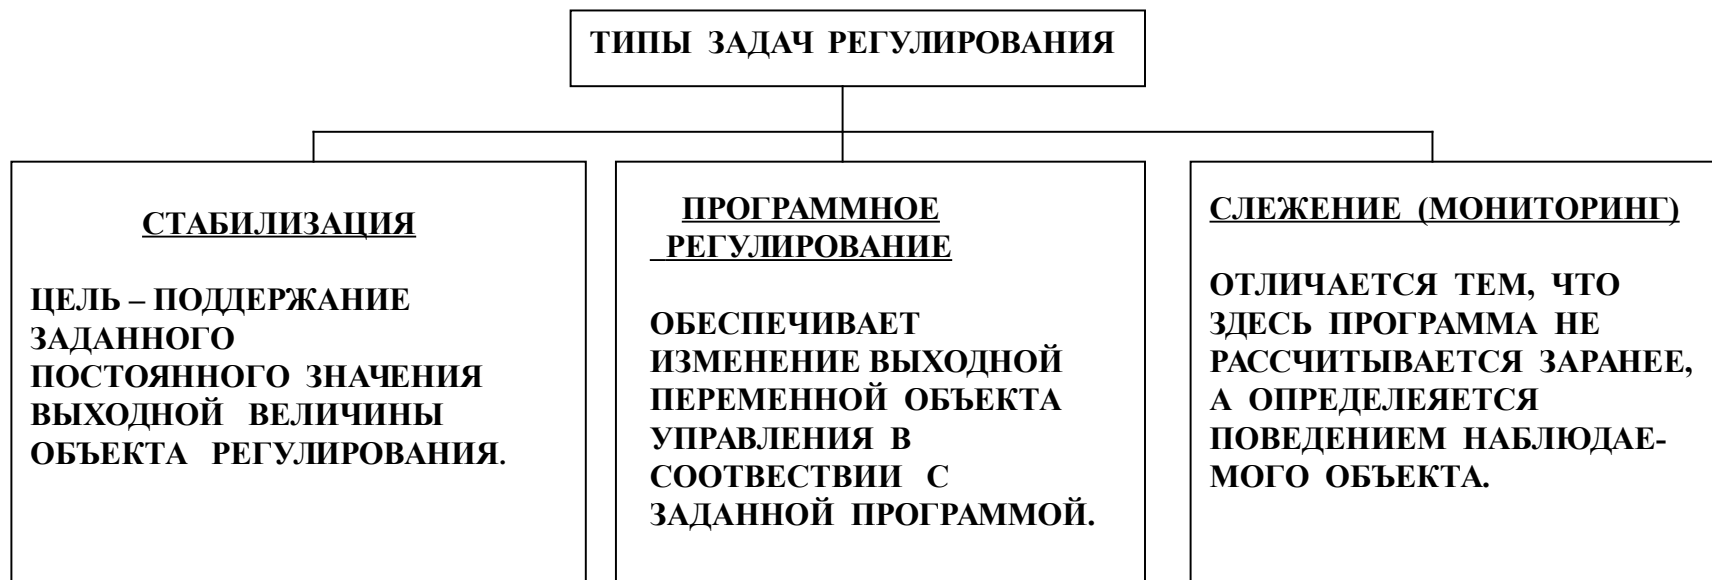 ТИПЫ ЗАДАЧ РЕГУЛИРОВАНИЯ
СТАБИЛИЗАЦИЯ
ЦЕЛЬ – ПОДДЕРЖАНИЕ
ЗАДАННОГО
ПОСТОЯННОГО ЗНАЧЕНИЯ
ВЫХОДНОЙ ВЕЛИЧИНЫ
ОБЪЕКТА РЕГУЛИРОВАНИЯ.
ПРОГРАММНОЕ
РЕГУЛИРОВАНИЕ
ОБЕСПЕЧИВАЕТ
ИЗМЕНЕНИЕ ВЫХОДНОЙ
ПЕРЕМЕННОЙ ОБЪЕКТА
УПРАВЛЕНИЯ В
СООТВЕСТВИИ С
ЗАДАННОЙ ПРОГРАММОЙ.
СЛЕЖЕНИЕ (МОНИТОРИНГ)
ОТЛИЧАЕТСЯ ТЕМ, ЧТО
ЗДЕСЬ ПРОГРАММА НЕ
РАССЧИТЫВАЕТСЯ ЗАРАНЕЕ,
А ОПРЕДЕЛЕЯЕТСЯ
ПОВЕДЕНИЕМ НАБЛЮДАЕ-
МОГО ОБЪЕКТА.